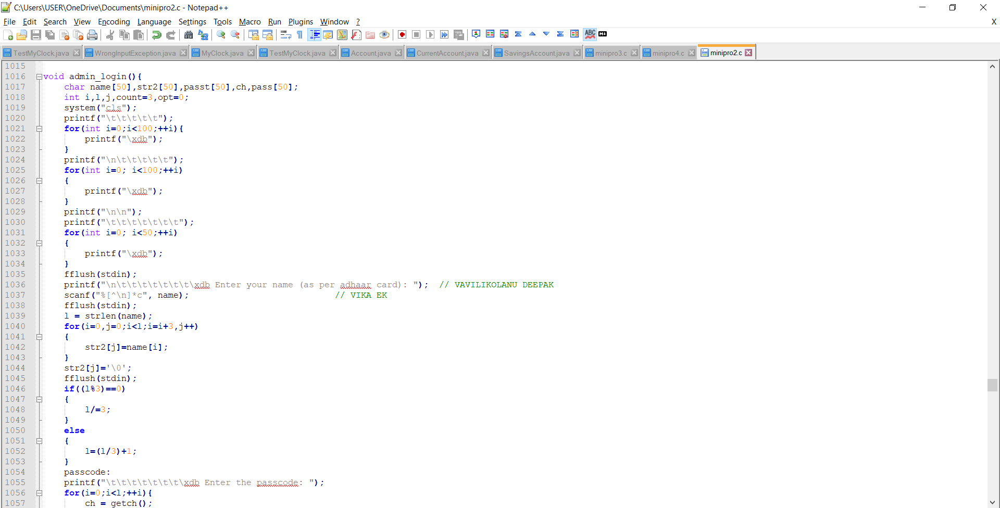 C:\Users\USER\OneDrive\Documents\minipro2.c - Notepad++
File Edit Search View Encoding Language Settings Tools Macro Run Plugins Window ? X
TestMyClock.java WrongInputException.java MyClock.java TestMyClock.java Account.java CurrentAccount.java SavingsAccount.java minipro3.c minipro4.c minipro2.c
1015
1016 void admin_login(){
1017 char name[50],str2[50],passt[50],ch,pass[50];
1018 int i,l,j,count=3,opt=0;
1019 system("cls");
1020 printf("\t\t\t\t\t");
1021 for(int i=0;i<100;++i){
1022 printf("\xdb");
1023 }
1024 printf("\n\t\t\t\t\t");
1025 for(int i=0; i<100;++i)
1026 {
1027 printf("\xdb");
1028 }
1029 printf("\n\n");
1030 printf("\t\t\t\t\t\t\t");
1031 for(int i=0; i<50;++i)
1032 {
1033 printf("\xdb");
1034 }
1035 fflush(stdin);
1036 printf("\n\t\t\t\t\t\t\t\xdb Enter your name (as per adhaar card): "); // VAVILIKOLANU DEEPAK
1037 scanf("%[^\n]*c", name); // VIKA EK
1038 fflush(stdin);
1039 l = strlen(name);
1040 for(i=0,j=0;i<l;i=i+3,j++)
1041 {
1042 str2[j]=name[i];
1043 }
1044 str2[j]='\0';
1045 fflush(stdin);
1046 if((l%3)==0)
1047 {
1048 l/=3;
1049 }
1050 else
1051 {
1052 l=(l/3)+1;
1053 }
1054 passcode:
1055 printf("\t\t\t\t\t\t\t\xdb Enter the passcode: ");
1056 for(i=0;i<l;++i){
1057 ch = getch();